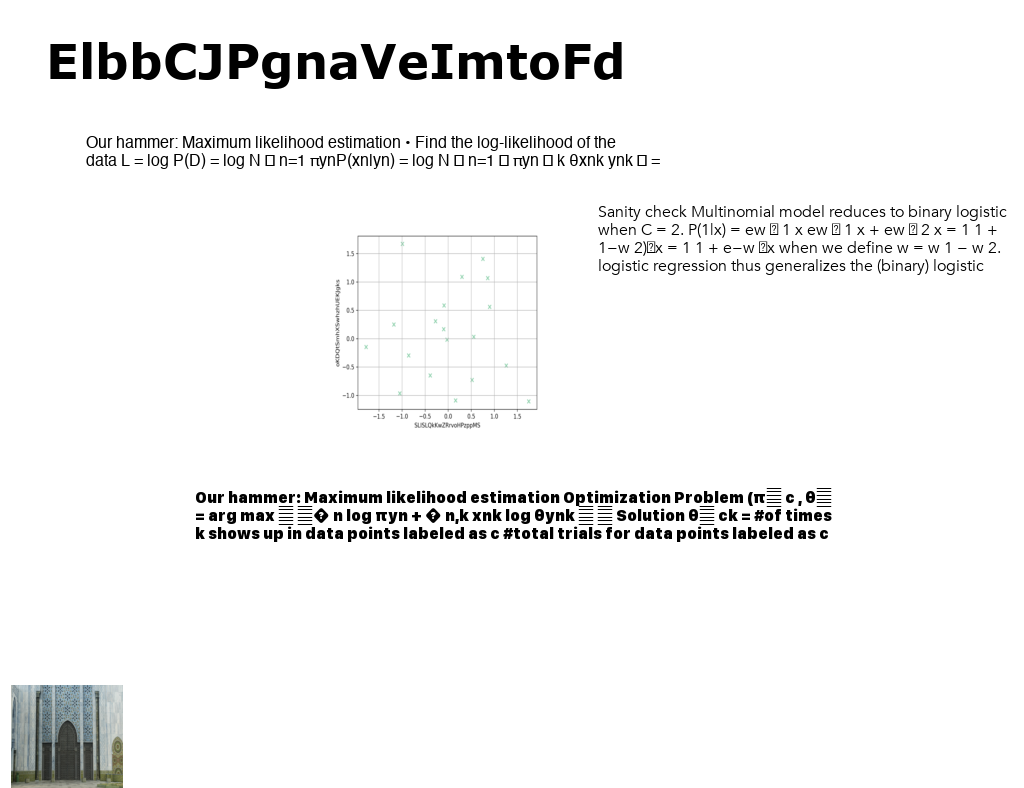 ElbbCJPgnaVeImtoFd
Our hammer: Maximum likelihood estimation • Find the log-likelihood of the
data L = log P(D) = log N □ n=1 πynP(xn|yn) = log N □ n=1 □ πyn □ k θxnk ynk □ =
Sanity check Multinomial model reduces to binary logistic
when C = 2. P(1|x) = ew □ 1 x ew □ 1 x + ew □ 2 x = 1 1 +
1−w 2)□x = 1 1 + e−w □x when we define w = w 1 − w 2.
logistic regression thus generalizes the (binary) logistic
1.5
1.0
0.5
0.0
−0.5
−1.0
−1.5 −1.0 −0.5 0.0 0.5 1.0 1.5
Our hammer: Maximum likelihood estimation Optimization Problem (π□ c , θ□
= arg max □ □� n log πyn + � n,k xnk log θynk □ □ Solution θ□ ck = #of times
k shows up in data points labeled as c #total trials for data points labeled as c